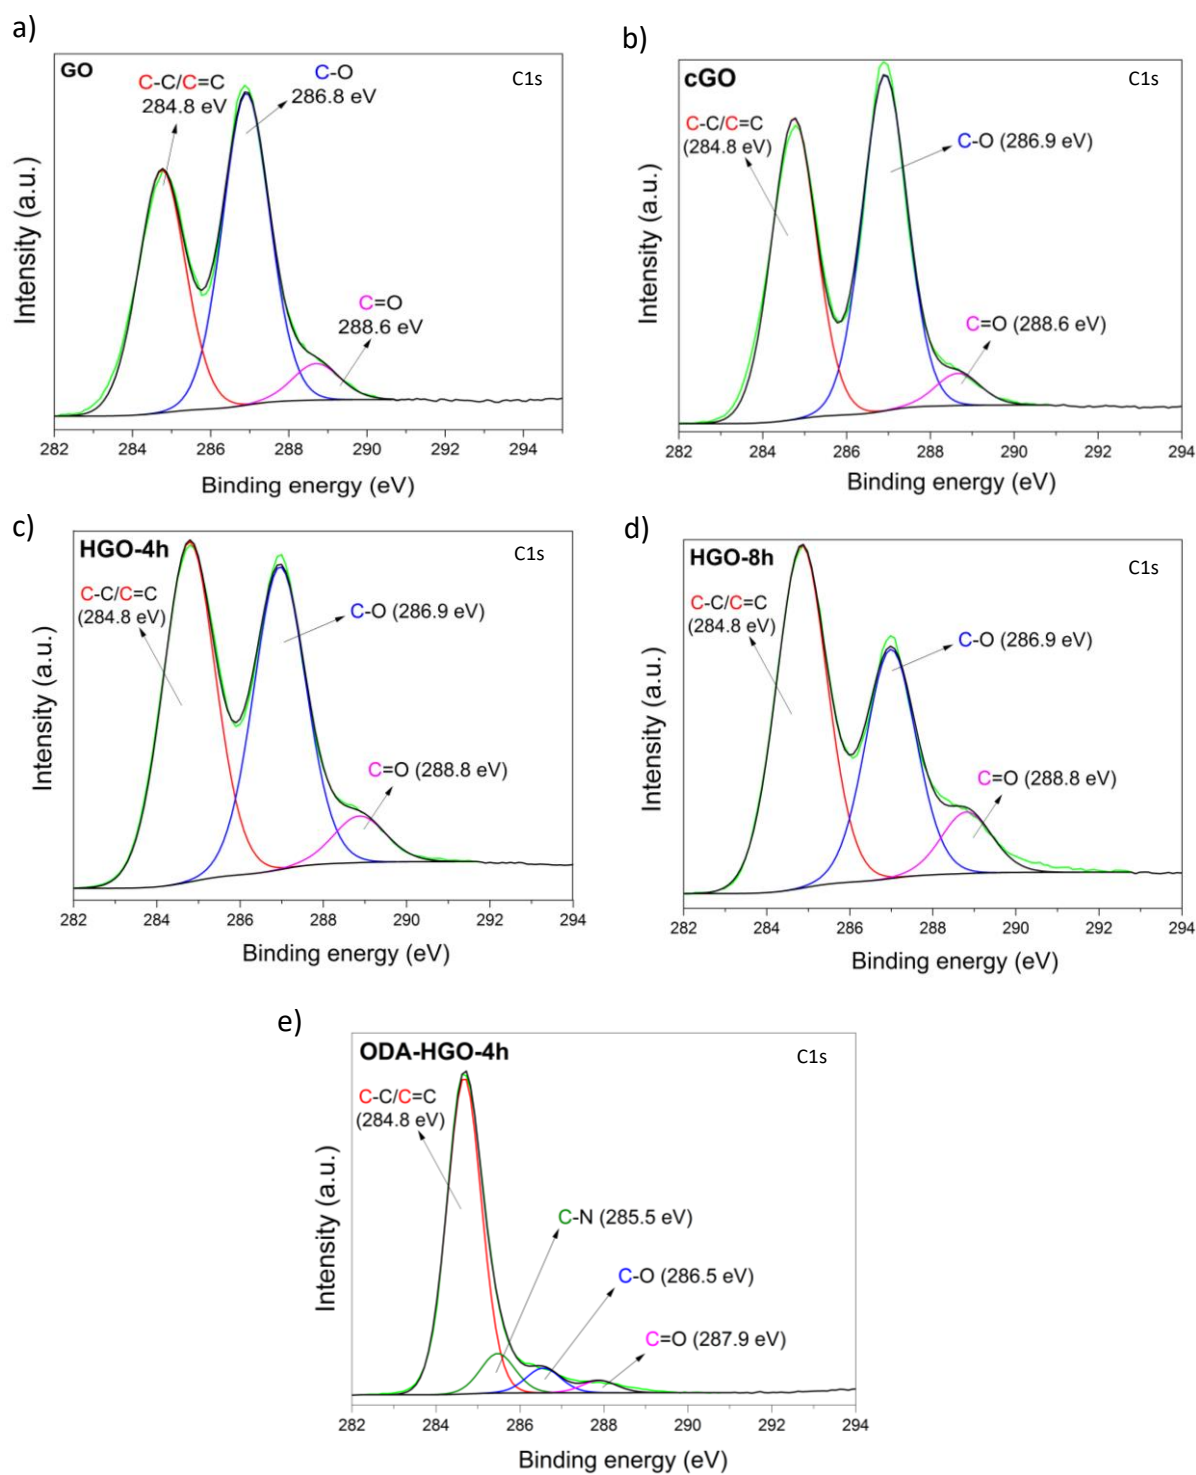 a)
GO
C1s
C-C/C=C
284.8 eV
C-O
286.8 eV
C=O
288.6 eV
Intensity (a.u.)
282 284 286 288 290 292 294
Binding energy (eV)
b)
cGO
C1s
C-C/C=C
(284.8 eV)
C-O (286.9 eV)
C=O (288.6 eV)
Intensity (a.u.)
282 284 286 288 290 292 294
Binding energy (eV)
c)
HGO-4h
C1s
C-C/C=C
(284.8 eV)
C-O (286.9 eV)
C=O (288.8 eV)
Intensity (a.u.)
282 284 286 288 290 292 294
Binding energy (eV)
d)
HGO-8h
C1s
C-C/C=C
(284.8 eV)
C-O (286.9 eV)
C=O (288.8 eV)
Intensity (a.u.)
282 284 286 288 290 292 294
Binding energy (eV)
e)
ODA-HGO-4h
C1s
C-C/C=C
(284.8 eV)
C-N (285.5 eV)
C-O (286.5 eV)
C=O (287.9 eV)
Intensity (a.u.)
282 284 286 288 290 292 294
Binding energy (eV)